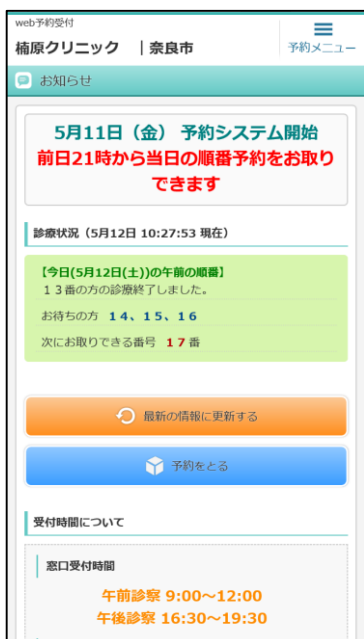 web予約受付
楠原クリニック ｜奈良市
予約メニュー
お知らせ
5月11日（金） 予約システム開始
前日21時から当日の順番予約をお取り
できます
診療状況（5月12日 10:27:53 現在）
【今日(5月12日(土))の午前の順番】
１３番の方の診療終了しました。
お待ちの方 １４、１５、１６
次にお取りできる番号 １７番
最新の情報に更新する
予約をとる
受付時間について
窓口受付時間
午前診察 9:00～12:00
午後診察 16:30～19:30